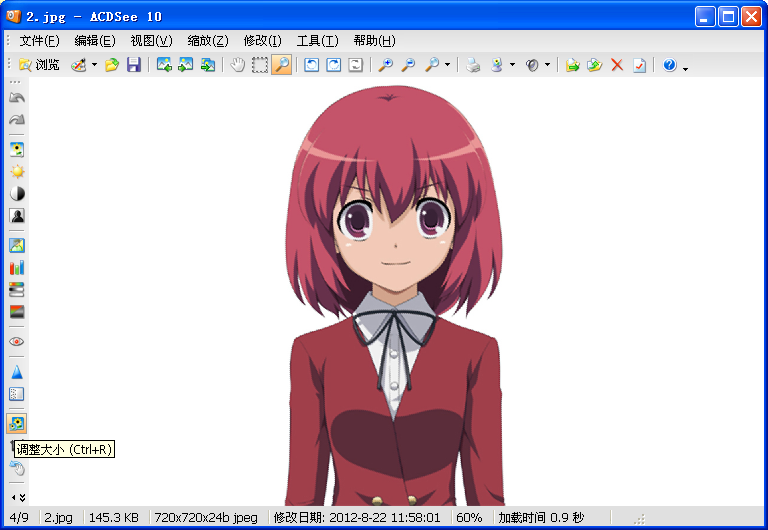 2.jpg - ACDSee 10
文件(F) 编辑(E) 视图(V) 缩放(Z) 修改(I) 工具(T) 帮助(H)
浏览
调整大小 (Ctrl+R)
4/9 2.jpg 145.3 KB 720x720x24b jpeg 修改日期: 2012-8-22 11:58:01 60% 加载时间 0.9 秒